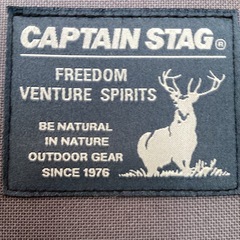 CAPTAIN STAG®
FREEDOM
VENTURE SPIRITS
BE NATURAL
IN NATURE
OUTDOOR GEAR
SINCE 1976